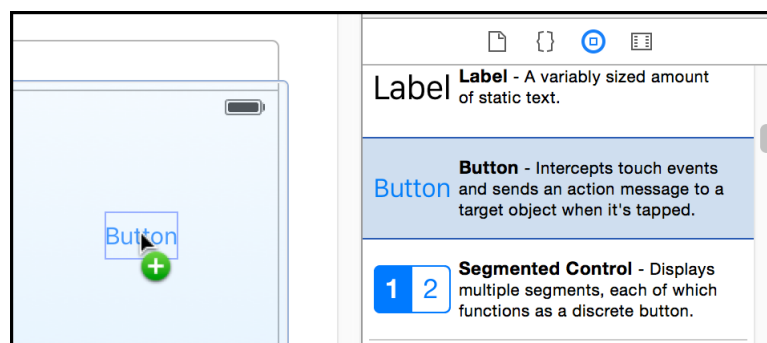 Button
Label
Label - A variably sized amount
of static text.
Button
Button - Intercepts touch events
and sends an action message to a
target object when it's tapped.
1 2
Segmented Control - Displays
multiple segments, each of which
functions as a discrete button.